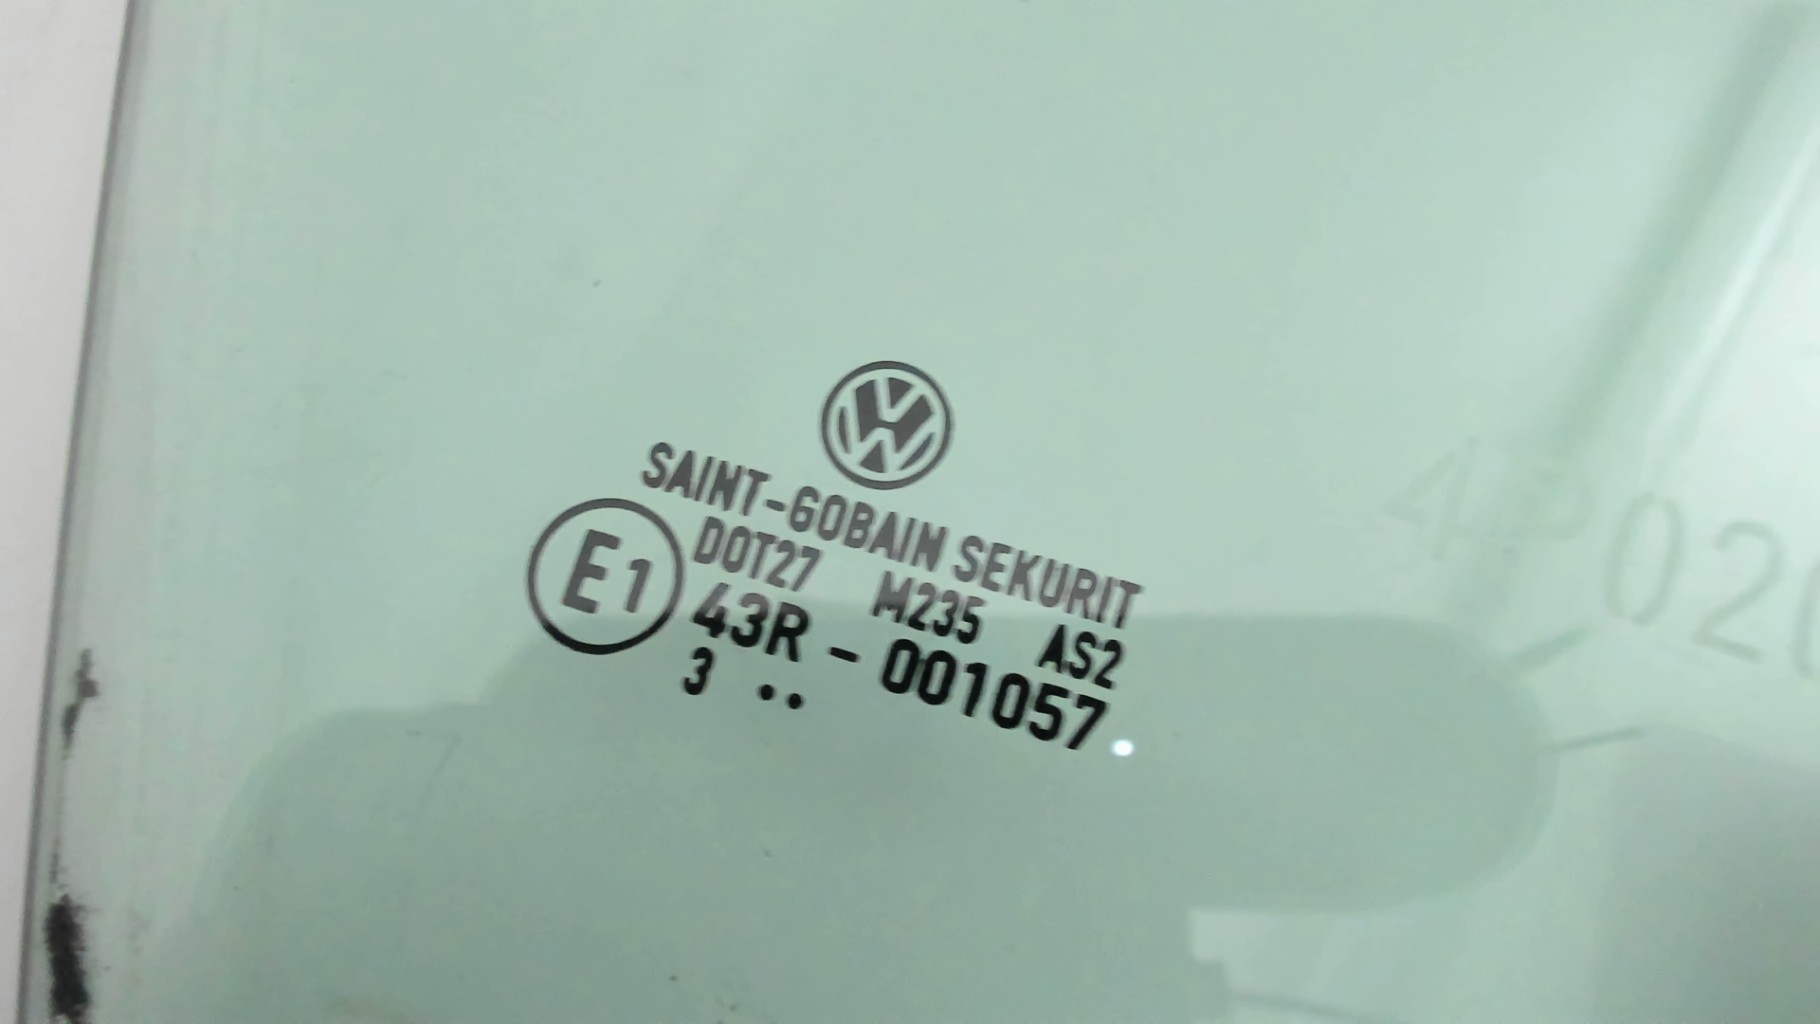 SAINT-GOBAIN SEKURIT
E1
DOT27 M235 AS2
43R - 001057
3 ..